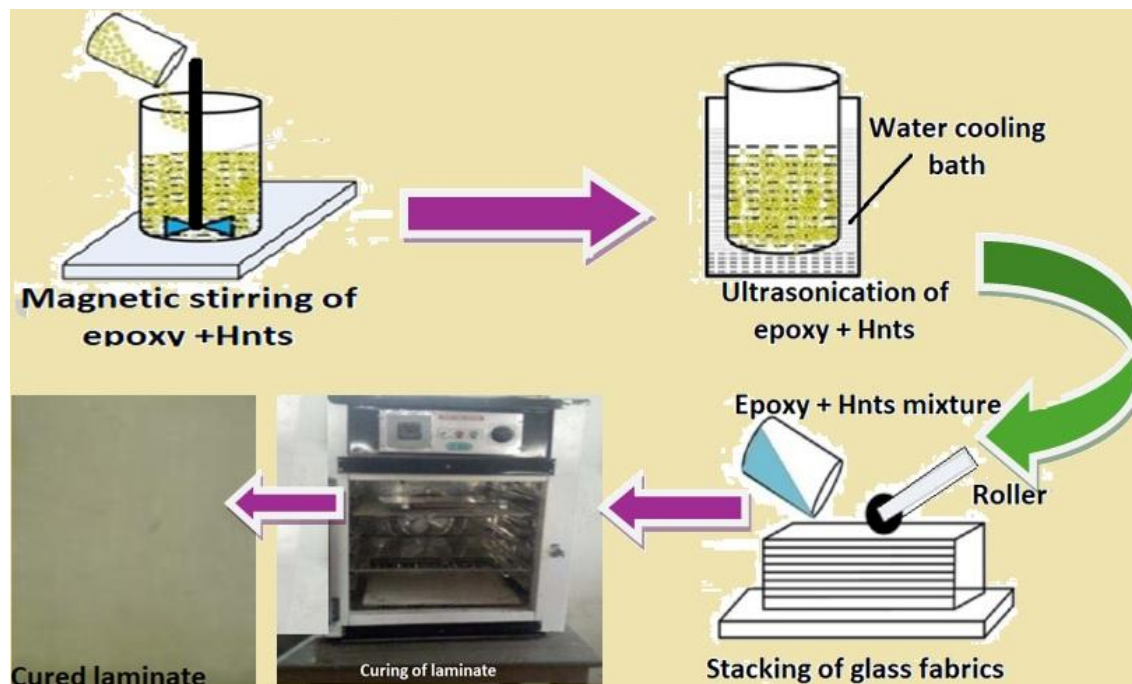 Magnetic stirring of
epoxy +Hnts
Water cooling
bath
Ultrasonication of
epoxy + Hnts
Epoxy + Hnts mixture
Roller
Stacking of glass fabrics
Curing of laminate
Cured laminate